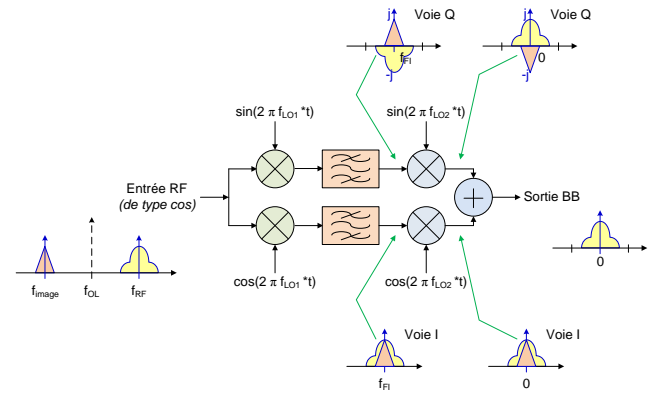 j
Voie Q
f_FI
-j
j
Voie Q
0
-j
sin(2 π f_LO1 *t)
sin(2 π f_LO2 *t)
Entrée RF
(de type cos)
Sortie BB
f_image
f_OL
f_RF
0
cos(2 π f_LO1 *t)
cos(2 π f_LO2 *t)
Voie I
f_FI
Voie I
0